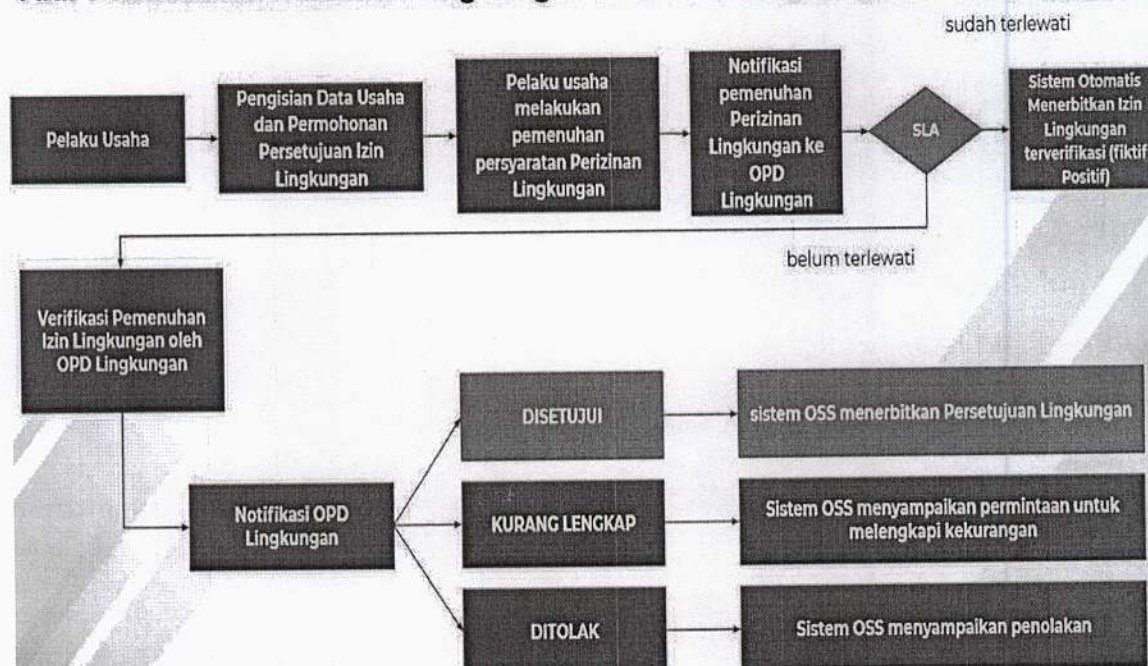 sudah terlewati
Pelaku Usaha
Pengisian Data Usaha
dan Permohonan
Persetujuan Izin
Lingkungan
Pelaku usaha
melakukan
pemenuhan
persyaratan Perizinan
Lingkungan
Notifikasi
pemenuhan
Perizinan
Lingkungan ke
OPD
Lingkungan
SLA
Sistem Otomatis
Menerbitkan Izin
Lingkungan
terverifikasi (fiktif
Positif)
belum terlewati
Verifikasi Pemenuhan
Izin Lingkungan oleh
OPD Lingkungan
Notifikasi OPD
Lingkungan
DISETUJUI
sistem OSS menerbitkan Persetujuan Lingkungan
KURANG LENGKAP
Sistem OSS menyampaikan permintaan untuk
melengkapi kekurangan
DITOLAK
Sistem OSS menyampaikan penolakan